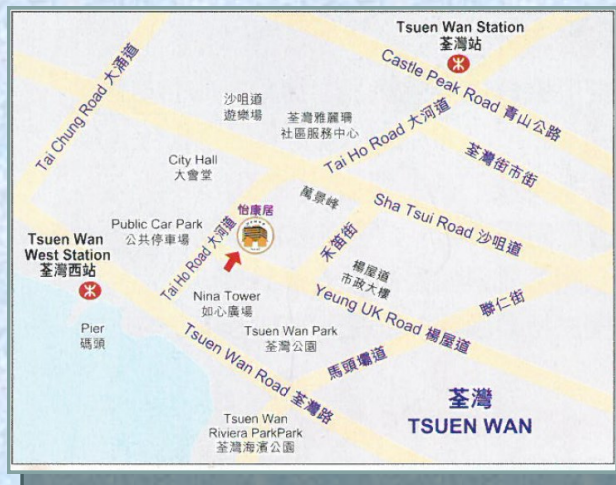 Tsuen Wan Station
荃灣站
Castle Peak Road 青山公路
Tai Chung Road 大涌道
沙咀道
遊樂場
荃灣雅麗珊
社區服務中心
Tai Ho Road 大河道
荃灣街市街
City Hall
大會堂
萬景峰
Sha Tsui Road 沙咀道
怡康居
Public Car Park
公共停車場
Tai Ho Road 大河道
禾笛街
Tsuen Wan
West Station
荃灣西站
楊屋道
市政大樓
聯仁街
Nina Tower
如心廣場
Yeung UK Road 楊屋道
Pier
碼頭
Tsuen Wan Park
荃灣公園
馬頭壩道
Tsuen Wan Road 荃灣路
荃灣
TSUEN WAN
Tsuen Wan
Riviera ParkPark
荃灣海濱公園